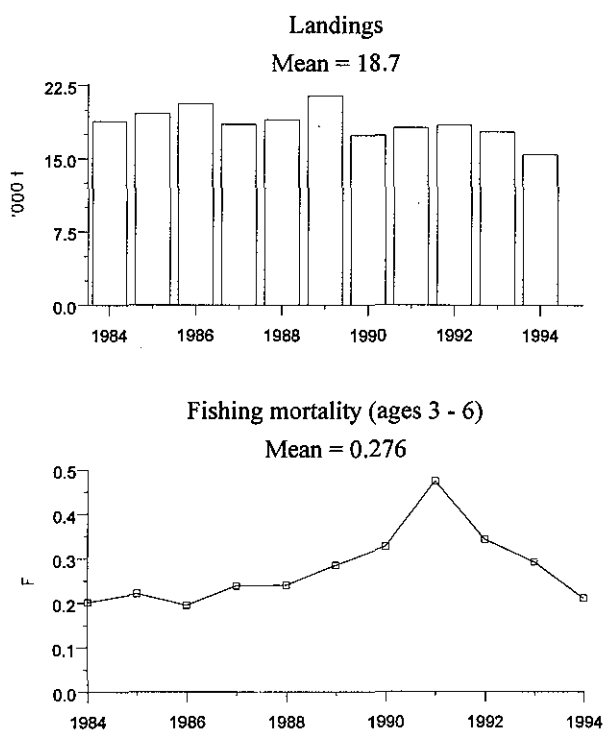 Landings
Mean = 18.7
22.5
15.0
7.5
0.0
'000 t
1984 1986 1988 1990 1992 1994
Fishing mortality (ages 3 - 6)
Mean = 0.276
0.5
0.4
0.3
0.2
0.1
0.0
F
1984 1986 1988 1990 1992 1994